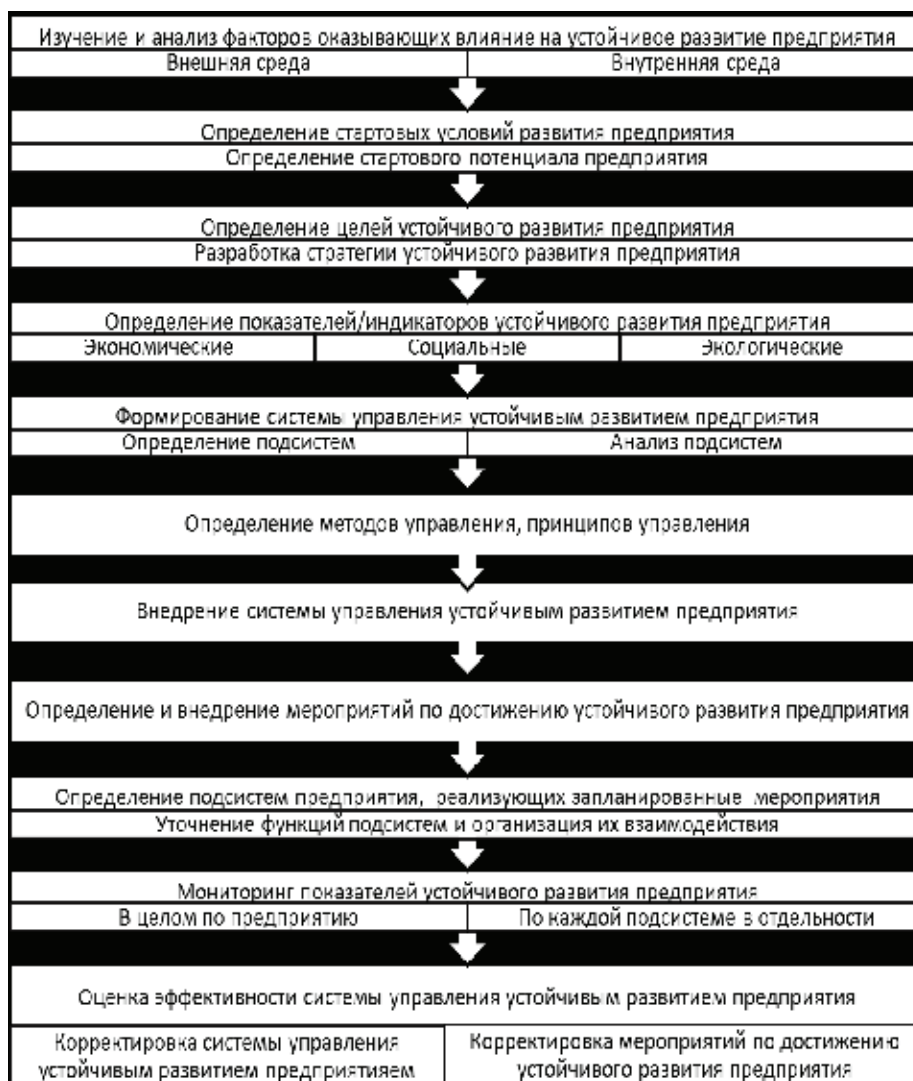 Изучение и анализ факторов оказывающих влияние на устойчивое развитие предприятия
Внешняя среда
Внутренняя среда
Определение стартовых условий развития предприятия
Определение стартового потенциала предприятия
Определение целей устойчивого развития предприятия
Разработка стратегии устойчивого развития предприятия
Определение показателей/индикаторов устойчивого развития предприятия
Экономические
Социальные
Экологические
Формирование системы управления устойчивым развитием предприятия
Определение подсистем
Анализ подсистем
Определение методов управления, принципов управления
Внедрение системы управления устойчивым развитием предприятия
Определение и внедрение мероприятий по достижению устойчивого развития предприятия
Определение подсистем предприятия, реализующих запланированные мероприятия
Уточнение функций подсистем и организация их взаимодействия
Мониторинг показателей устойчивого развития предприятия
В целом по предприятию
По каждой подсистеме в отдельности
Оценка эффективности системы управления устойчивым развитием предприятия
Корректировка системы управления
устойчивым развитием предприятияем
Корректировка мероприятий по достижению
устойчивого развития предприятия